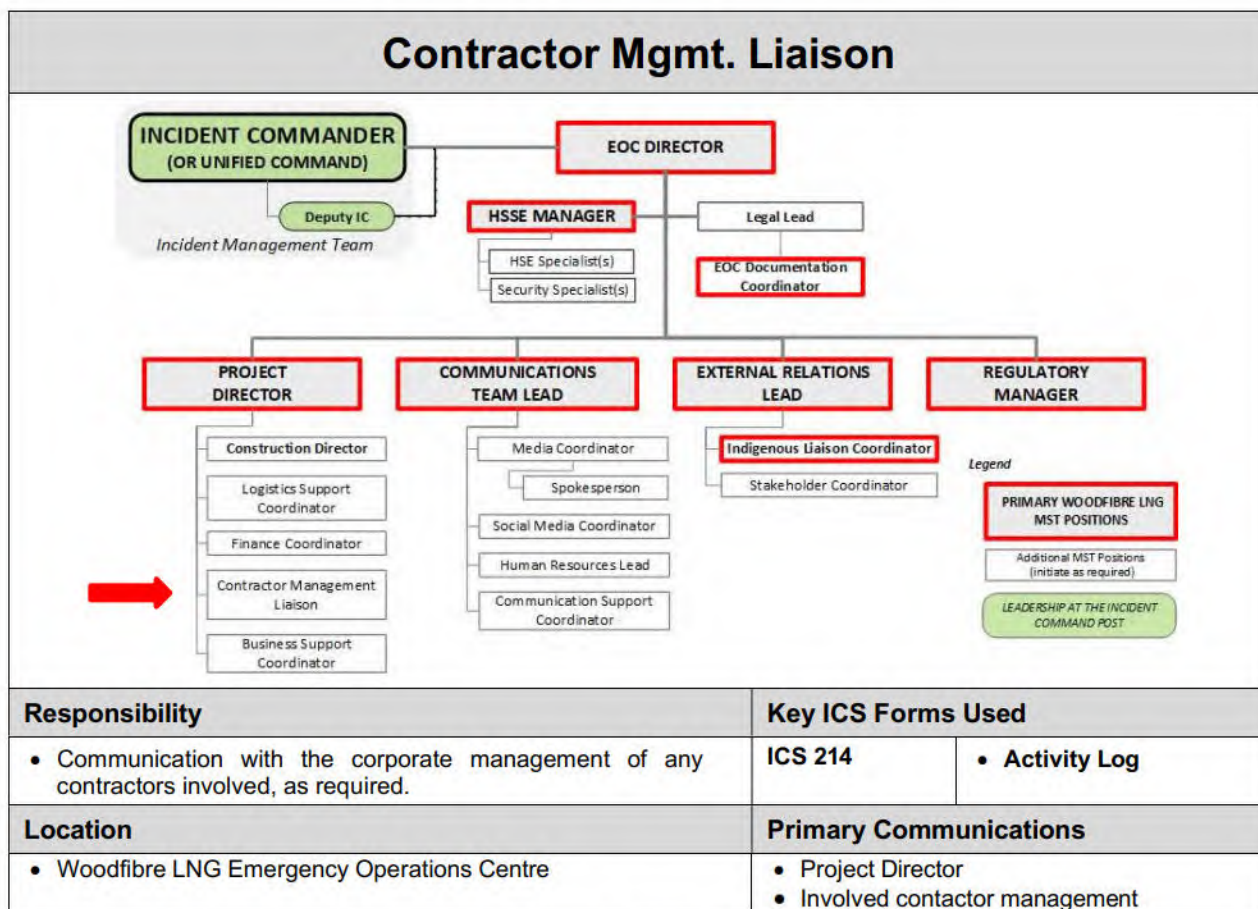 Contractor Mgmt. Liaison
INCIDENT COMMANDER
(OR UNIFIED COMMAND)
Deputy IC
Incident Management Team
EOC DIRECTOR
HSSE MANAGER
HSE Specialist(s)
Security Specialist(s)
Legal Lead
EOC Documentation
Coordinator
PROJECT
DIRECTOR
Construction Director
Logistics Support
Coordinator
Finance Coordinator
Contractor Management
Liaison
Business Support
Coordinator
COMMUNICATIONS
TEAM LEAD
Media Coordinator
Spokesperson
Social Media Coordinator
Human Resources Lead
Communication Support
Coordinator
EXTERNAL RELATIONS
LEAD
Indigenous Liaison Coordinator
Stakeholder Coordinator
REGULATORY
MANAGER
Legend
PRIMARY WOODFIBRE LNG
MST POSITIONS
Additional MST Positions
(initiate as required)
LEADERSHIP AT THE INCIDENT
COMMAND POST
Responsibility
• Communication with the corporate management of any
contractors involved, as required.
Key ICS Forms Used
ICS 214
• Activity Log
Location
• Woodfibre LNG Emergency Operations Centre
Primary Communications
• Project Director
• Involved contactor management